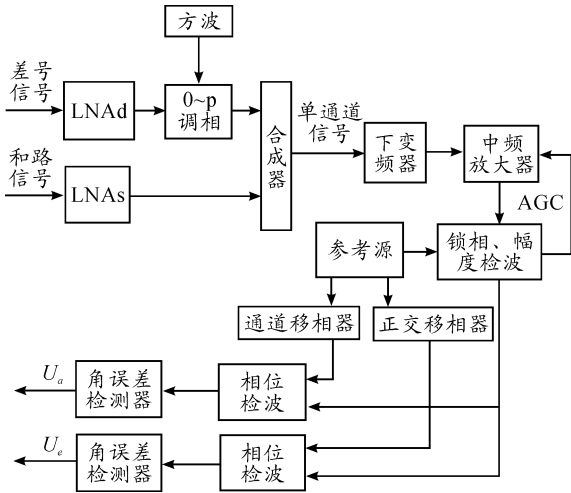 方波
差号
信号
LNAd
0~p
调相
合成器
单通道
信号
下变
频器
中频
放大器
和路
信号
LNAs
AGC
参考源
锁相、幅
度检波
通道移相器
正交移相器
Ua
角误差
检测器
相位
检波
Ue
角误差
检测器
相位
检波